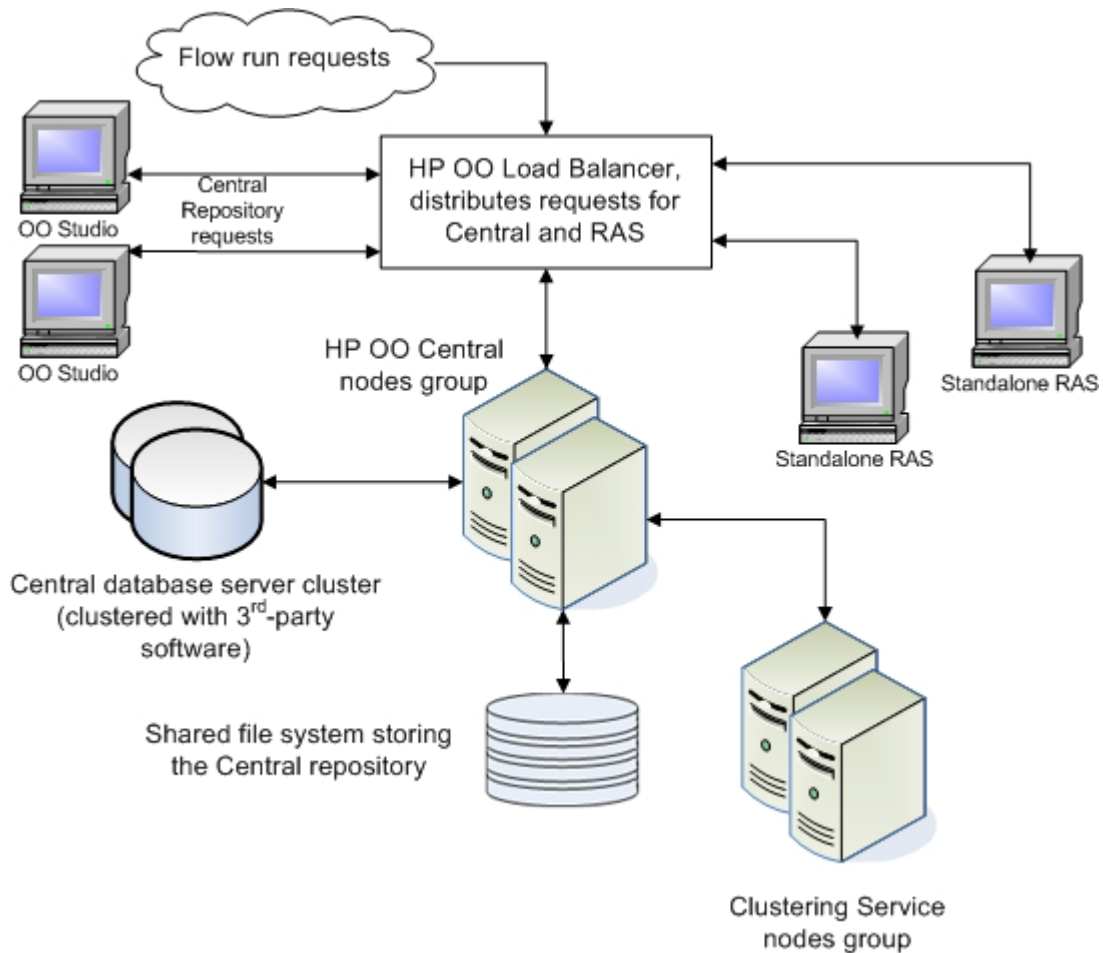 Flow run requests
HP OO Load Balancer,
distributes requests for
Central and RAS
Central
Repository
requests
OO Studio
OO Studio
HP OO Central
nodes group
Standalone RAS
Standalone RAS
Central database server cluster
(clustered with 3rd-party
software)
Shared file system storing
the Central repository
Clustering Service
nodes group